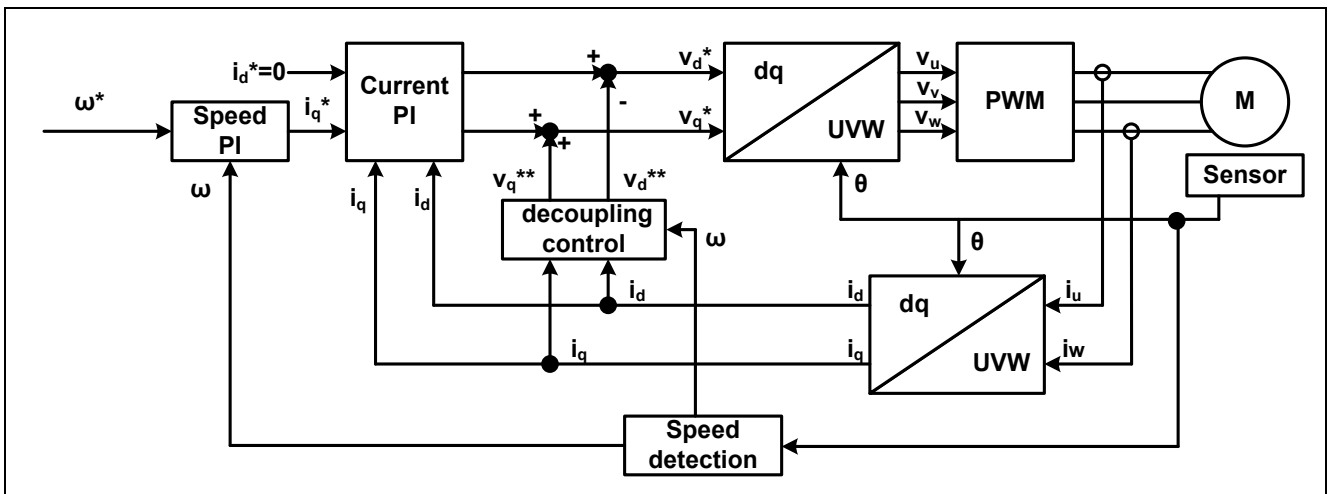 i_d*=0
ω*
Speed
PI
i_q*
Current
PI
+
-
+
+
v_d*
v_q*
dq
UVW
v_u
v_v
v_w
PWM
M
Sensor
ω
i_q
i_d
v_q**
v_d**
decoupling
control
ω
θ
θ
i_d
i_d
dq
UVW
i_u
i_q
i_q
iw
Speed
detection